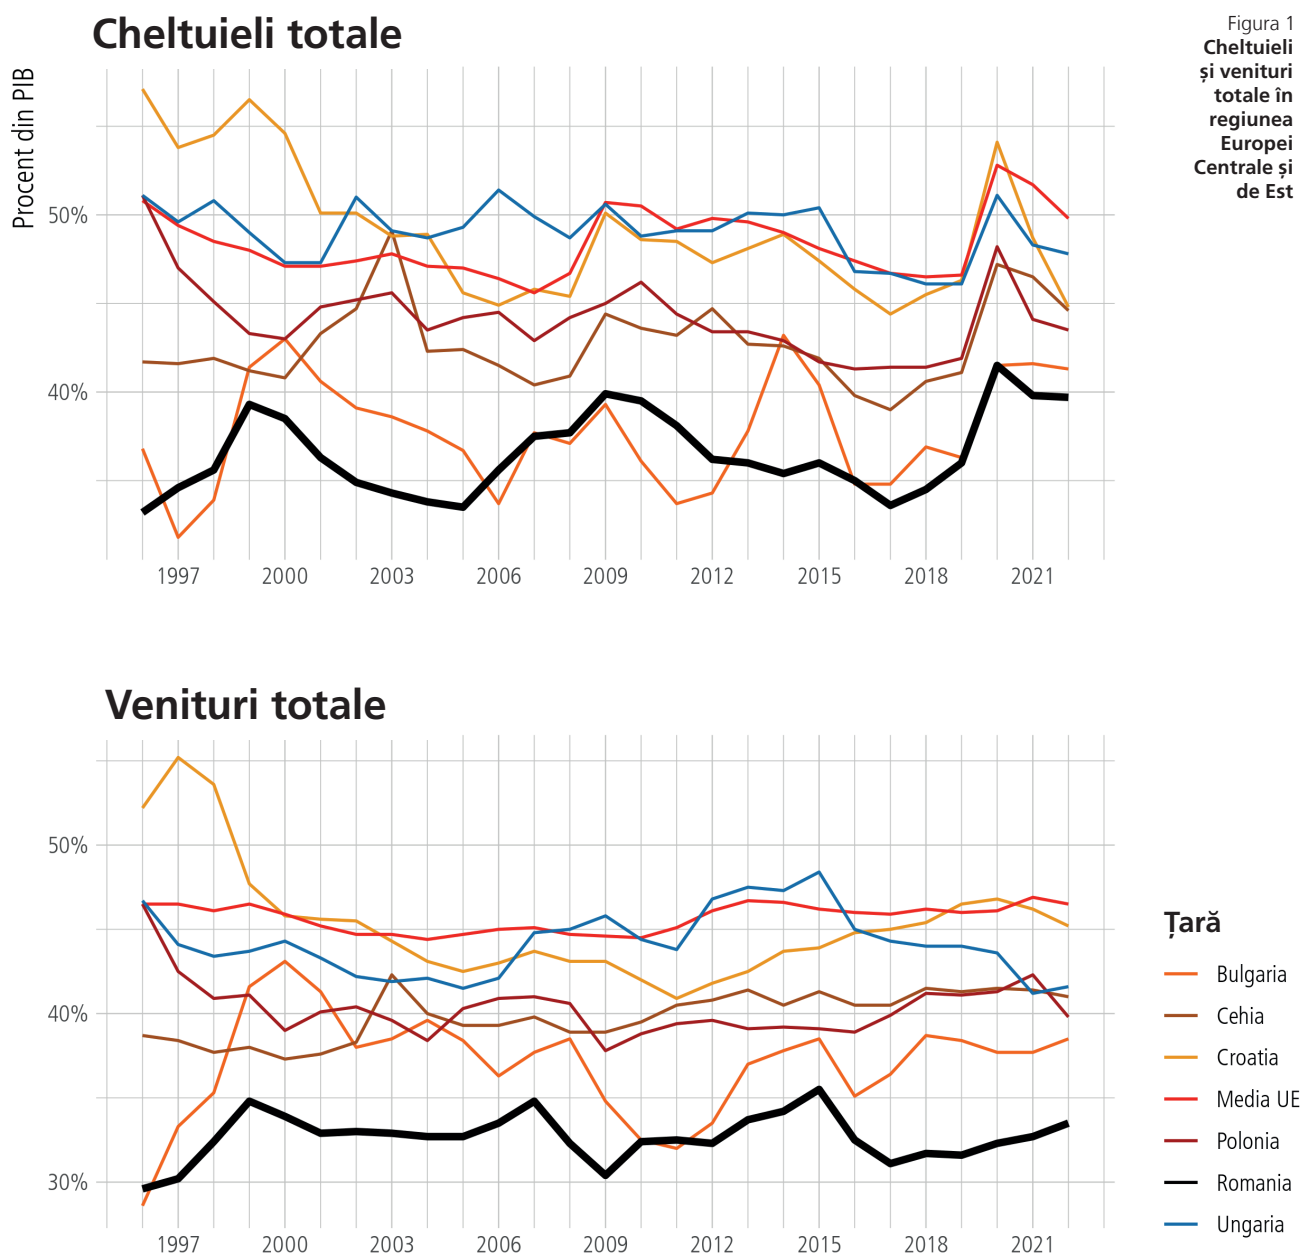 Cheltuieli totale
Figura 1
Cheltuieli
și venituri
totale în
regiunea
Europei
Centrale și
de Est
Procent din PIB
50%
40%
1997 2000 2003 2006 2009 2012 2015 2018 2021
Venituri totale
50%
40%
30%
1997 2000 2003 2006 2009 2012 2015 2018 2021
Țară
Bulgaria
Cehia
Croatia
Media UE
Polonia
Romania
Ungaria